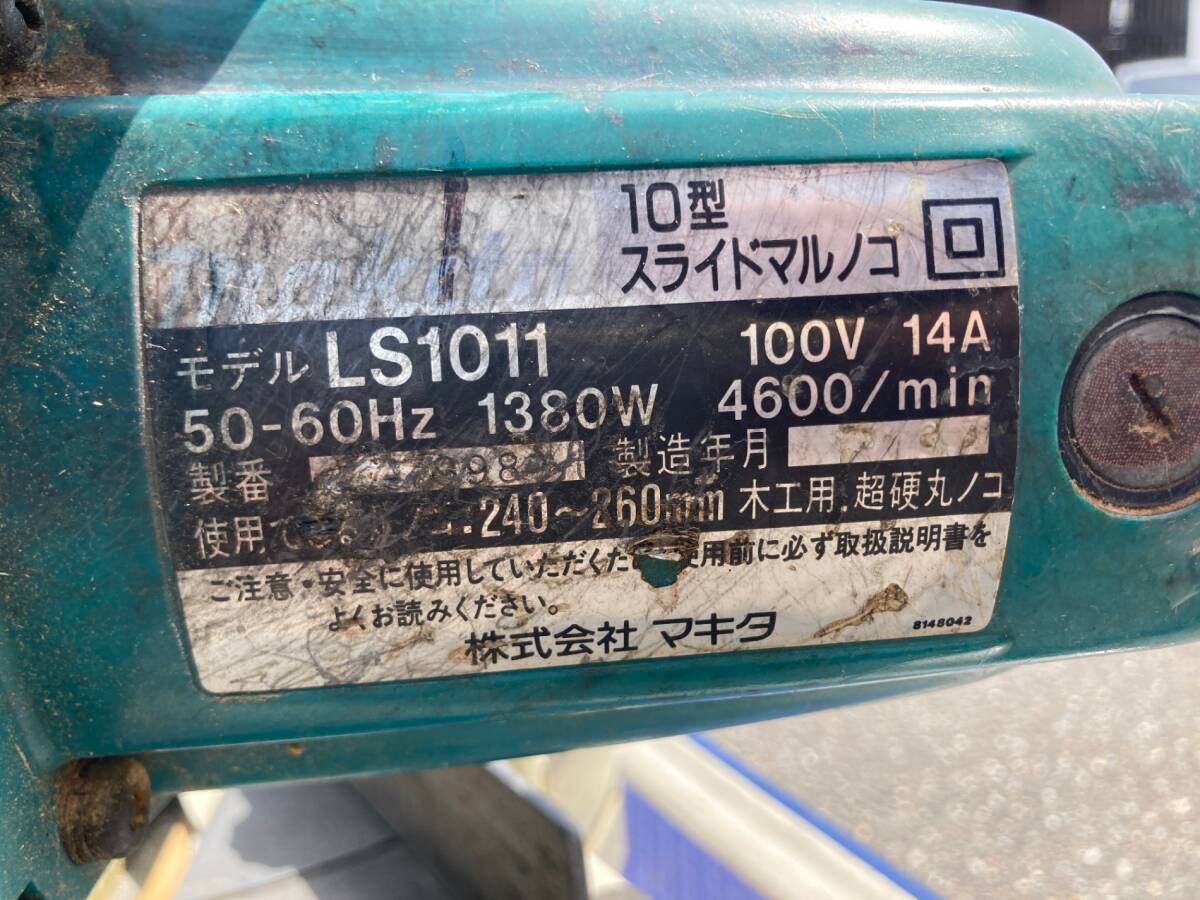 makita
10型
スライドマルノコ
モデル LS1011 100V 14A
50-60Hz 1380W 4600/min
製番 製造年月
使用 240～260mm 木工用.超硬丸ノコ
ご注意・安全に使用していただくた 使用前に必ず取扱説明書を
よくお読みください。
株式会社 マキタ
8148042